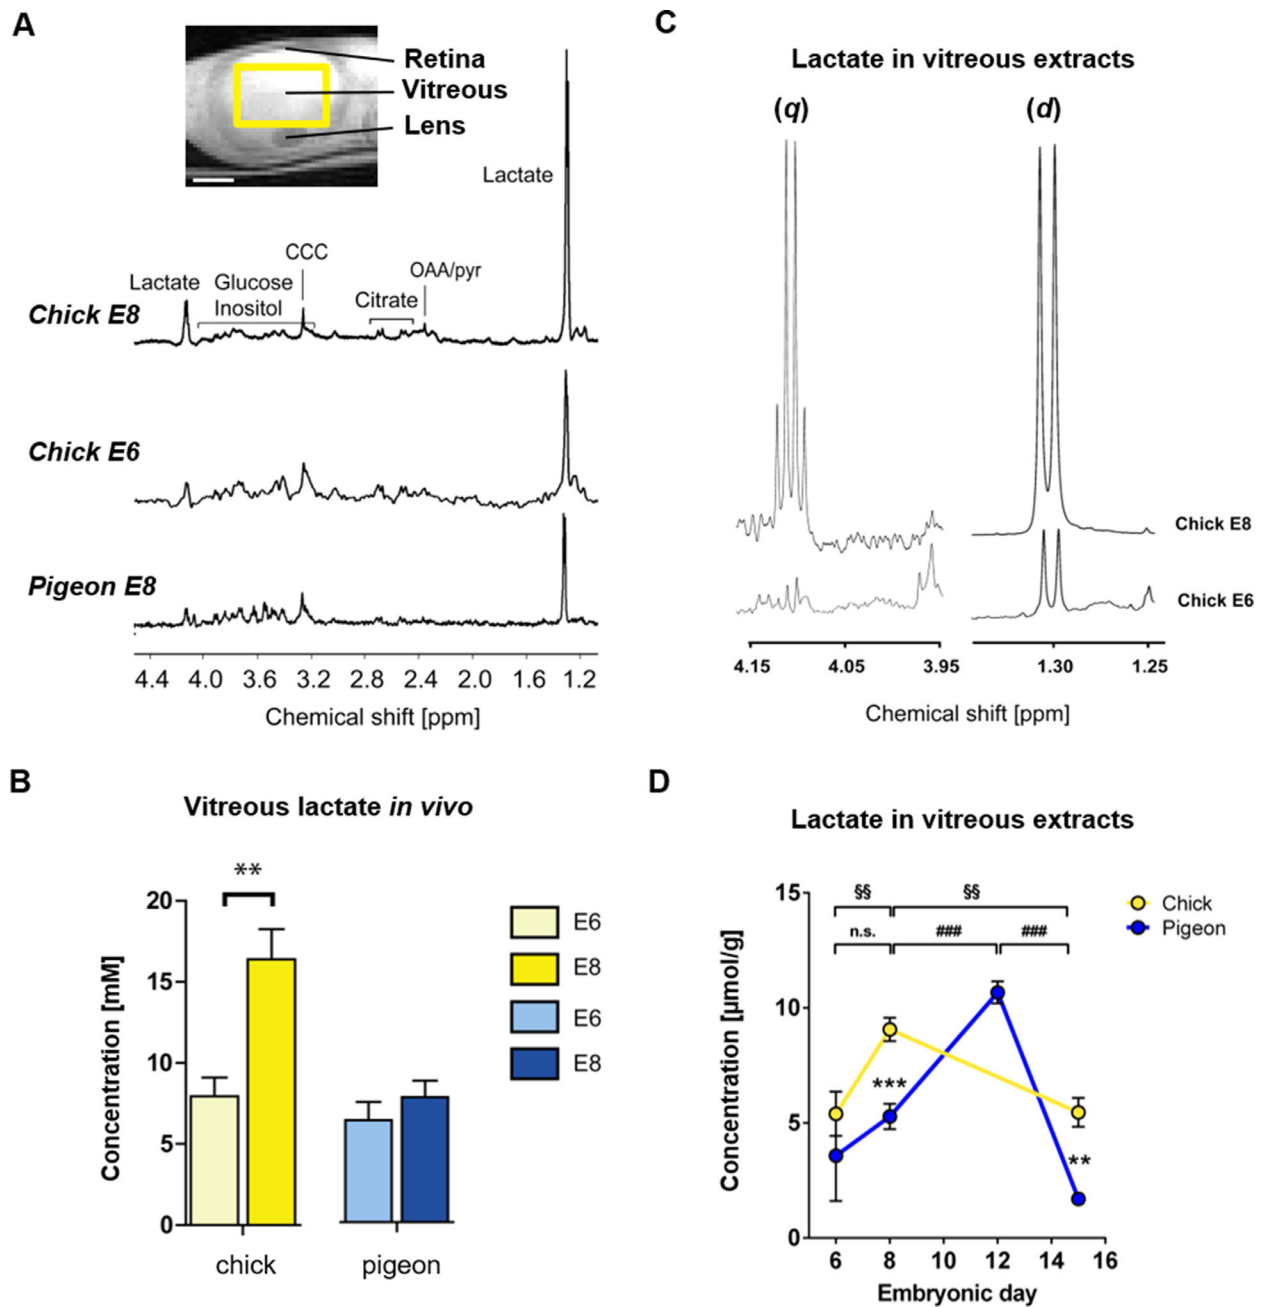 A
Retina
Vitreous
Lens
Lactate
CCC
OAA/pyr
Lactate
Glucose
Inositol
Citrate
Chick E8
Chick E6
Pigeon E8
4.4 4.0 3.6 3.2 2.8 2.4 2.0 1.6 1.2
Chemical shift [ppm]
C
Lactate in vitreous extracts
(q) (d)
Chick E8
Chick E6
4.15 4.05 3.95 1.30 1.25
Chemical shift [ppm]
B
Vitreous lactate in vivo
**
20
15
10
5
0
Concentration [mM]
chick pigeon
E6
E8
E6
E8
D
Lactate in vitreous extracts
15
10
5
0
Concentration [µmol/g]
§§ §§
n.s. ### ###
***
**
Chick
Pigeon
6 8 10 12 14 16
Embryonic day